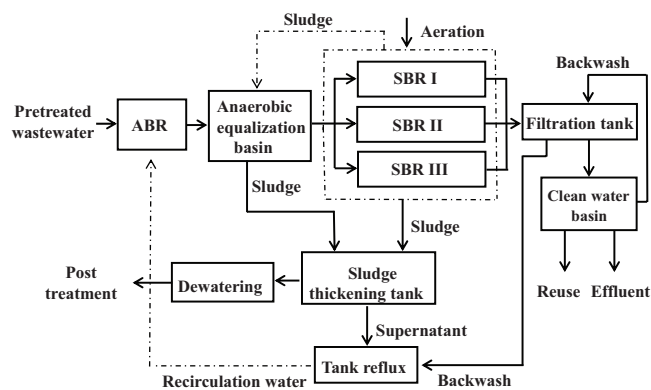 Sludge
Aeration
SBR I
Backwash
Pretreated
wastewater
ABR
Anaerobic
equalization
basin
SBR II
Filtration tank
SBR III
Sludge
Clean water
basin
Sludge
Post
treatment
Dewatering
Sludge
thickening tank
Reuse
Effluent
Supernatant
Tank reflux
Recirculation water
Backwash